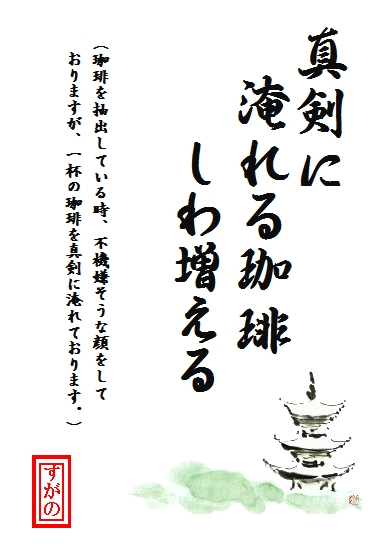 真剣に
淹れる珈琲
しわ増える
（珈琲を抽出している時、不機嫌そうな顔をして
おりますが、一杯の珈琲を真剣に淹れております。）
すがの